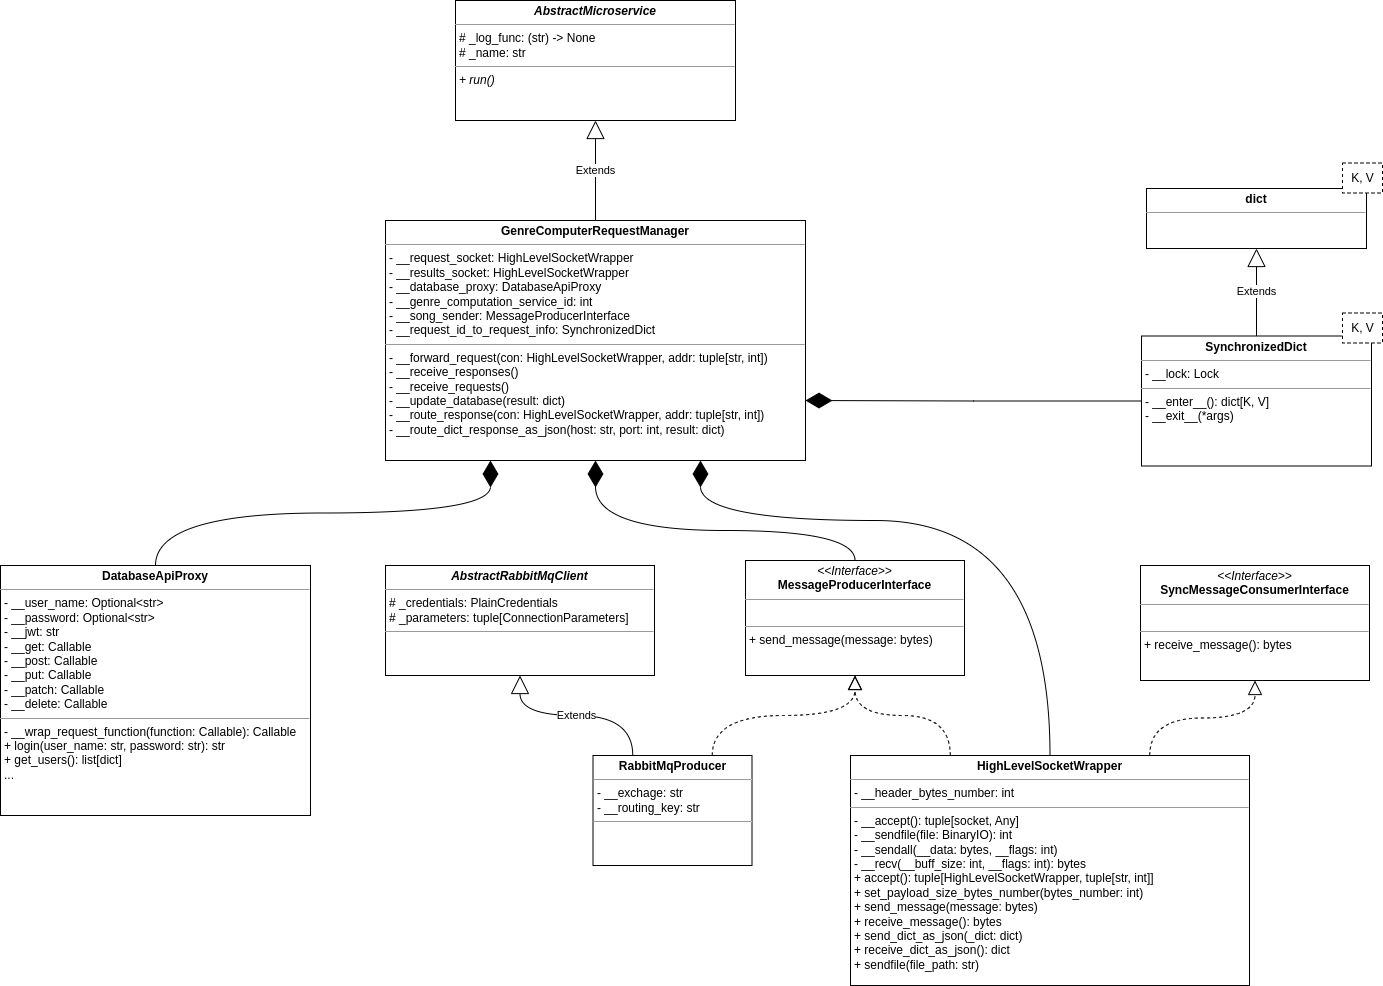 AbstractMicroservice
# _log_func: (str) -> None
# _name: str
+ run()
Extends
GenreComputerRequestManager
- __request_socket: HighLevelSocketWrapper
- __results_socket: HighLevelSocketWrapper
- __database_proxy: DatabaseApiProxy
- __genre_computation_service_id: int
- __song_sender: MessageProducerInterface
- __request_id_to_request_info: SynchronizedDict
- __forward_request(con: HighLevelSocketWrapper, addr: tuple[str, int])
- __receive_responses()
- __receive_requests()
- __update_database(result: dict)
- __route_response(con: HighLevelSocketWrapper, addr: tuple[str, int])
- __route_dict_response_as_json(host: str, port: int, result: dict)
K, V
dict
Extends
K, V
SynchronizedDict
- __lock: Lock
- __enter__(): dict[K, V]
- __exit__(*args)
DatabaseApiProxy
- __user_name: Optional<str>
- __password: Optional<str>
- __jwt: str
- __get: Callable
- __post: Callable
- __put: Callable
- __patch: Callable
- __delete: Callable
- __wrap_request_function(function: Callable): Callable
+ login(user_name: str, password: str): str
+ get_users(): list[dict]
...
AbstractRabbitMqClient
# _credentials: PlainCredentials
# _parameters: tuple[ConnectionParameters]
<<Interface>>
MessageProducerInterface
+ send_message(message: bytes)
<<Interface>>
SyncMessageConsumerInterface
+ receive_message(): bytes
Extends
RabbitMqProducer
- __exchage: str
- __routing_key: str
HighLevelSocketWrapper
- __header_bytes_number: int
- __accept(): tuple[socket, Any]
- __sendfile(file: BinaryIO): int
- __sendall(__data: bytes, __flags: int)
- __recv(__buff_size: int, __flags: int): bytes
+ accept(): tuple[HighLevelSocketWrapper, tuple[str, int]]
+ set_payload_size_bytes_number(bytes_number: int)
+ send_message(message: bytes)
+ receive_message(): bytes
+ send_dict_as_json(_dict: dict)
+ receive_dict_as_json(): dict
+ sendfile(file_path: str)